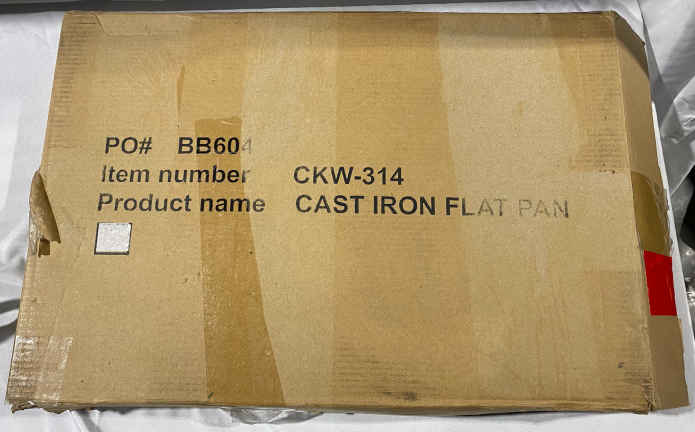 PO# BB604
Item number CKW-314
Product name CAST IRON FLAT PAN